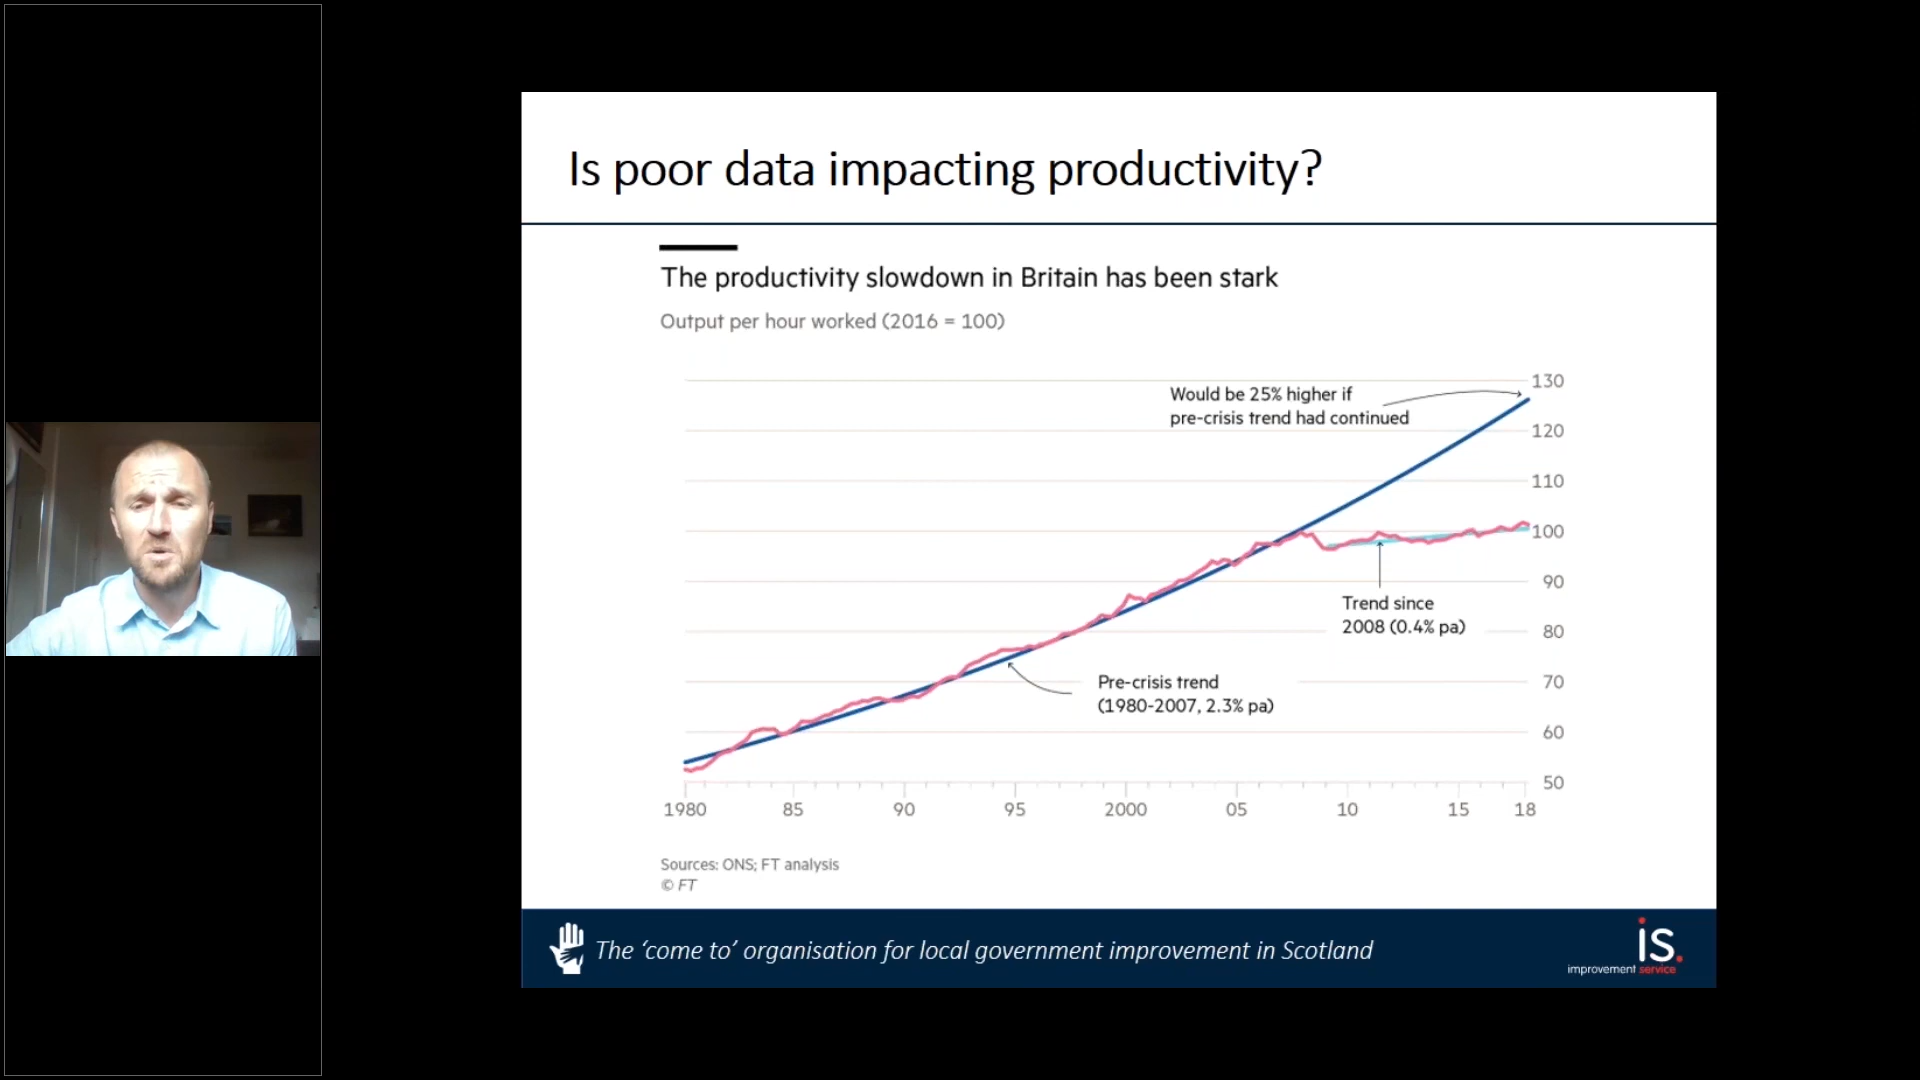 Is poor data impacting productivity?
The productivity slowdown in Britain has been stark
Output per hour worked (2016 = 100)
Would be 25% higher if
pre-crisis trend had continued
130
120
110
100
90
80
70
60
50
Trend since
2008 (0.4% pa)
Pre-crisis trend
(1980-2007, 2.3% pa)
1980 85 90 95 2000 05 10 15 18
Sources: ONS; FT analysis
© FT
The ‘come to’ organisation for local government improvement in Scotland
is.
improvement service